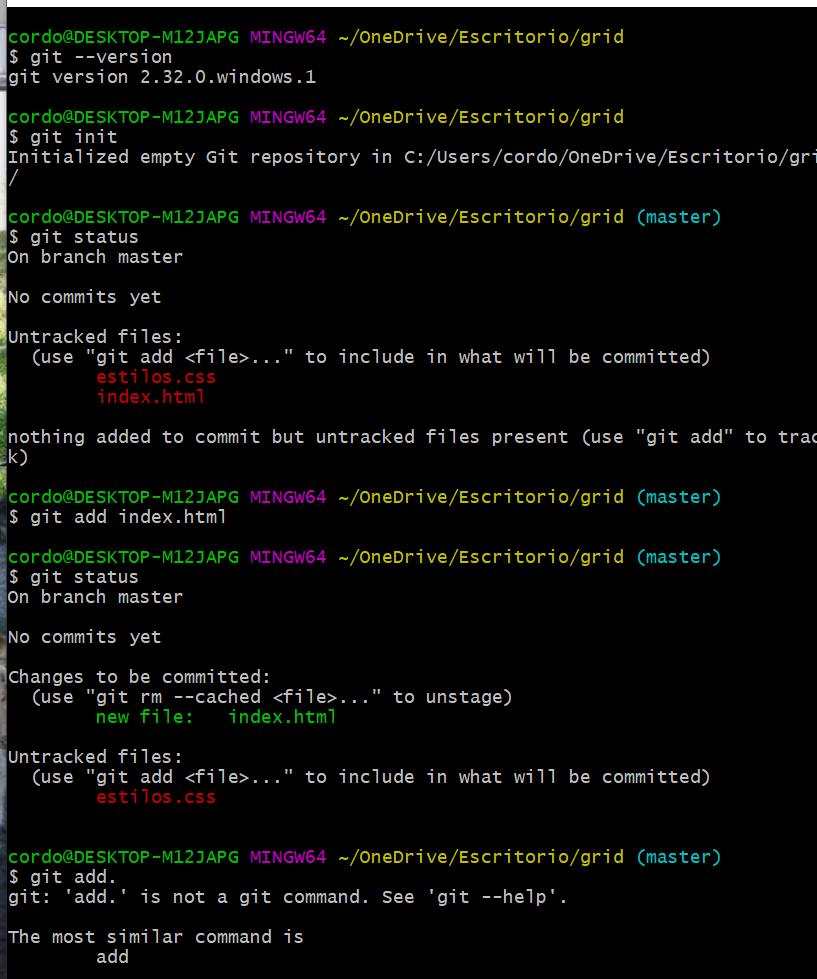 cordo@DESKTOP-M12JAPG MINGW64 ~/OneDrive/Escritorio/grid
$ git --version
git version 2.32.0.windows.1
cordo@DESKTOP-M12JAPG MINGW64 ~/OneDrive/Escritorio/grid
$ git init
Initialized empty Git repository in C:/Users/cordo/OneDrive/Escritorio/gri
/
cordo@DESKTOP-M12JAPG MINGW64 ~/OneDrive/Escritorio/grid (master)
$ git status
On branch master
No commits yet
Untracked files:
  (use "git add <file>..." to include in what will be committed)
        estilos.css
        index.html
nothing added to commit but untracked files present (use "git add" to trac
k)
cordo@DESKTOP-M12JAPG MINGW64 ~/OneDrive/Escritorio/grid (master)
$ git add index.html
cordo@DESKTOP-M12JAPG MINGW64 ~/OneDrive/Escritorio/grid (master)
$ git status
On branch master
No commits yet
Changes to be committed:
  (use "git rm --cached <file>..." to unstage)
        new file:   index.html
Untracked files:
  (use "git add <file>..." to include in what will be committed)
        estilos.css
cordo@DESKTOP-M12JAPG MINGW64 ~/OneDrive/Escritorio/grid (master)
$ git add.
git: 'add.' is not a git command. See 'git --help'.
The most similar command is
        add